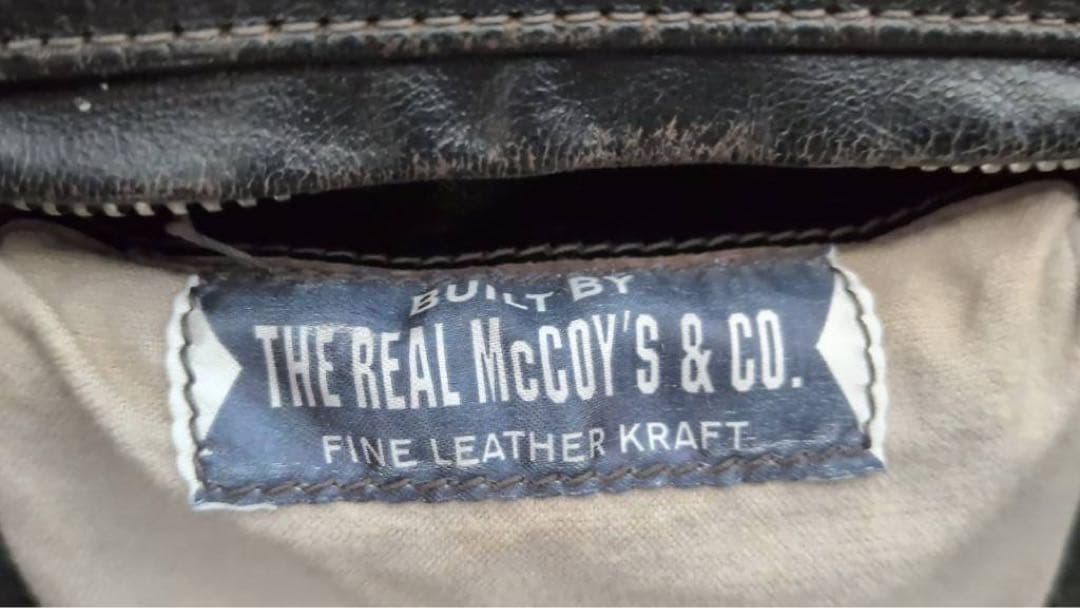 BUILT BY
THE REAL McCOY'S & CO.
FINE LEATHER KRAFT